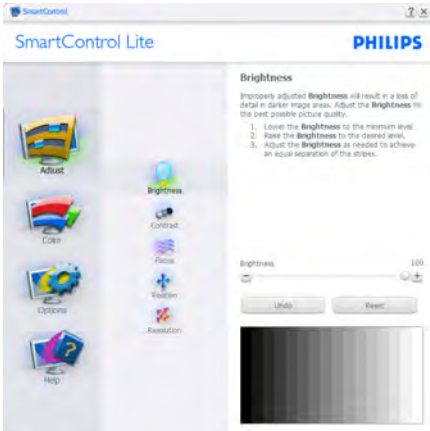 SmartControl
? ×
SmartControl Lite
PHILIPS
Brightness
Improperly adjusted Brightness will result in a loss of
detail in darker image areas. Adjust the Brightness for
the best possible picture quality.
1. Lower the Brightness to the minimum level.
2. Raise the Brightness to the desired level.
3. Adjust the Brightness as needed to achieve
an equal separation of the stripes.
Adjust
Color
Options
Help
Brightness
Contrast
Focus
Position
Resolution
Brightness 100
Undo Reset